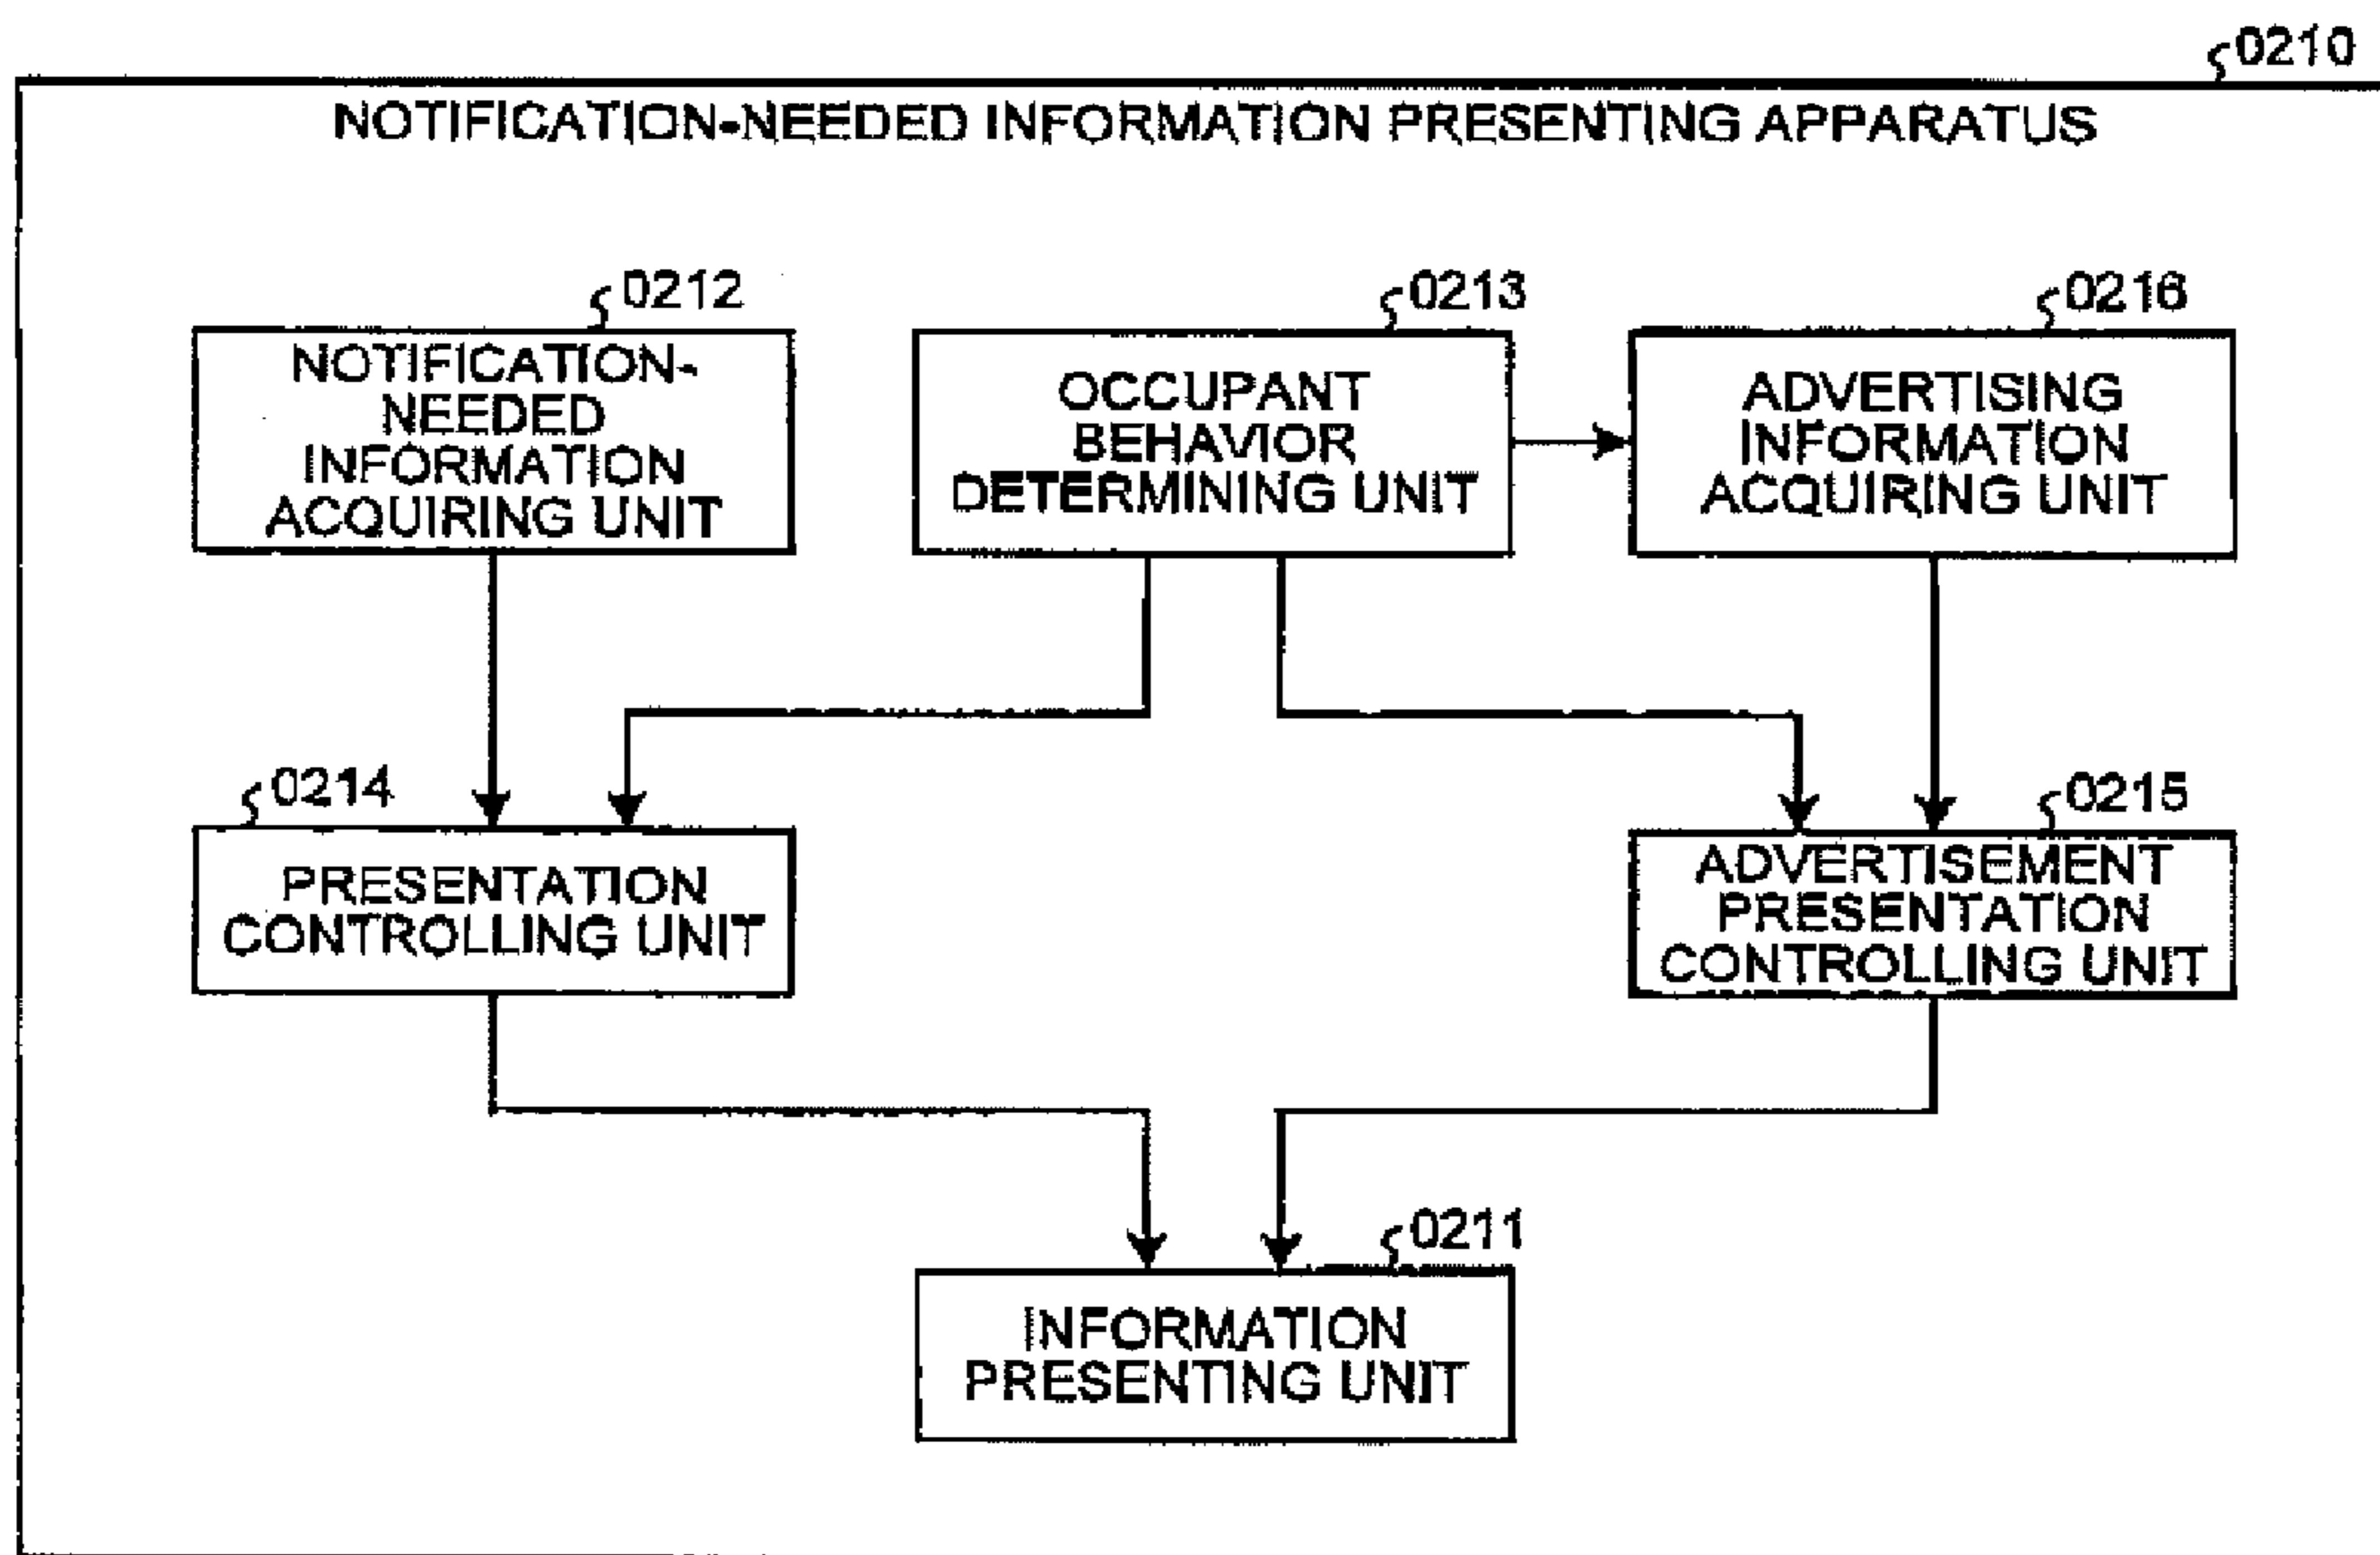 0210
NOTIFICATION-NEEDED INFORMATION PRESENTING APPARATUS
0212
NOTIFICATION-
NEEDED
INFORMATION
ACQUIRING UNIT
0213
OCCUPANT
BEHAVIOR
DETERMINING UNIT
0216
ADVERTISING
INFORMATION
ACQUIRING UNIT
0214
PRESENTATION
CONTROLLING UNIT
0215
ADVERTISEMENT
PRESENTATION
CONTROLLING UNIT
0211
INFORMATION
PRESENTING UNIT